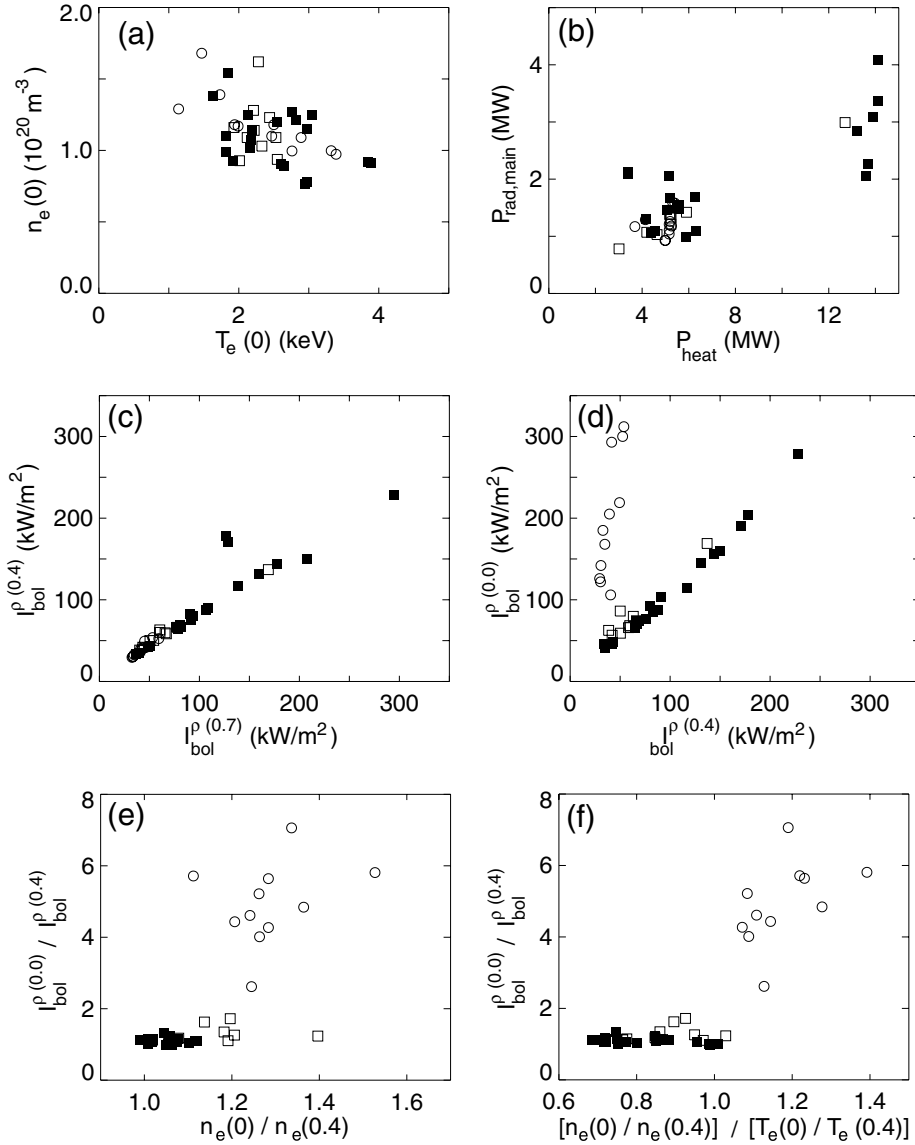 (a)
n_e(0) (10^20 m^-3)
2.0
1.0
0.0
0 2 4
T_e (0) (keV)
(b)
P_rad,main (MW)
4
2
0
0 4 8 12
P_heat (MW)
(c)
I_bol^ρ (0.4) (kW/m^2)
300
200
100
0
0 100 200 300
I_bol^ρ (0.7) (kW/m^2)
(d)
I_bol^ρ (0.0) (kW/m^2)
300
200
100
0
0 100 200 300
I_bol^ρ (0.4) (kW/m^2)
(e)
I_bol^ρ (0.0) / I_bol^ρ (0.4)
8
6
4
2
0
1.0 1.2 1.4 1.6
n_e(0) / n_e(0.4)
(f)
I_bol^ρ (0.0) / I_bol^ρ (0.4)
8
6
4
2
0
0.6 0.8 1.0 1.2 1.4
[n_e(0) / n_e(0.4)] / [T_e(0) / T_e (0.4)]